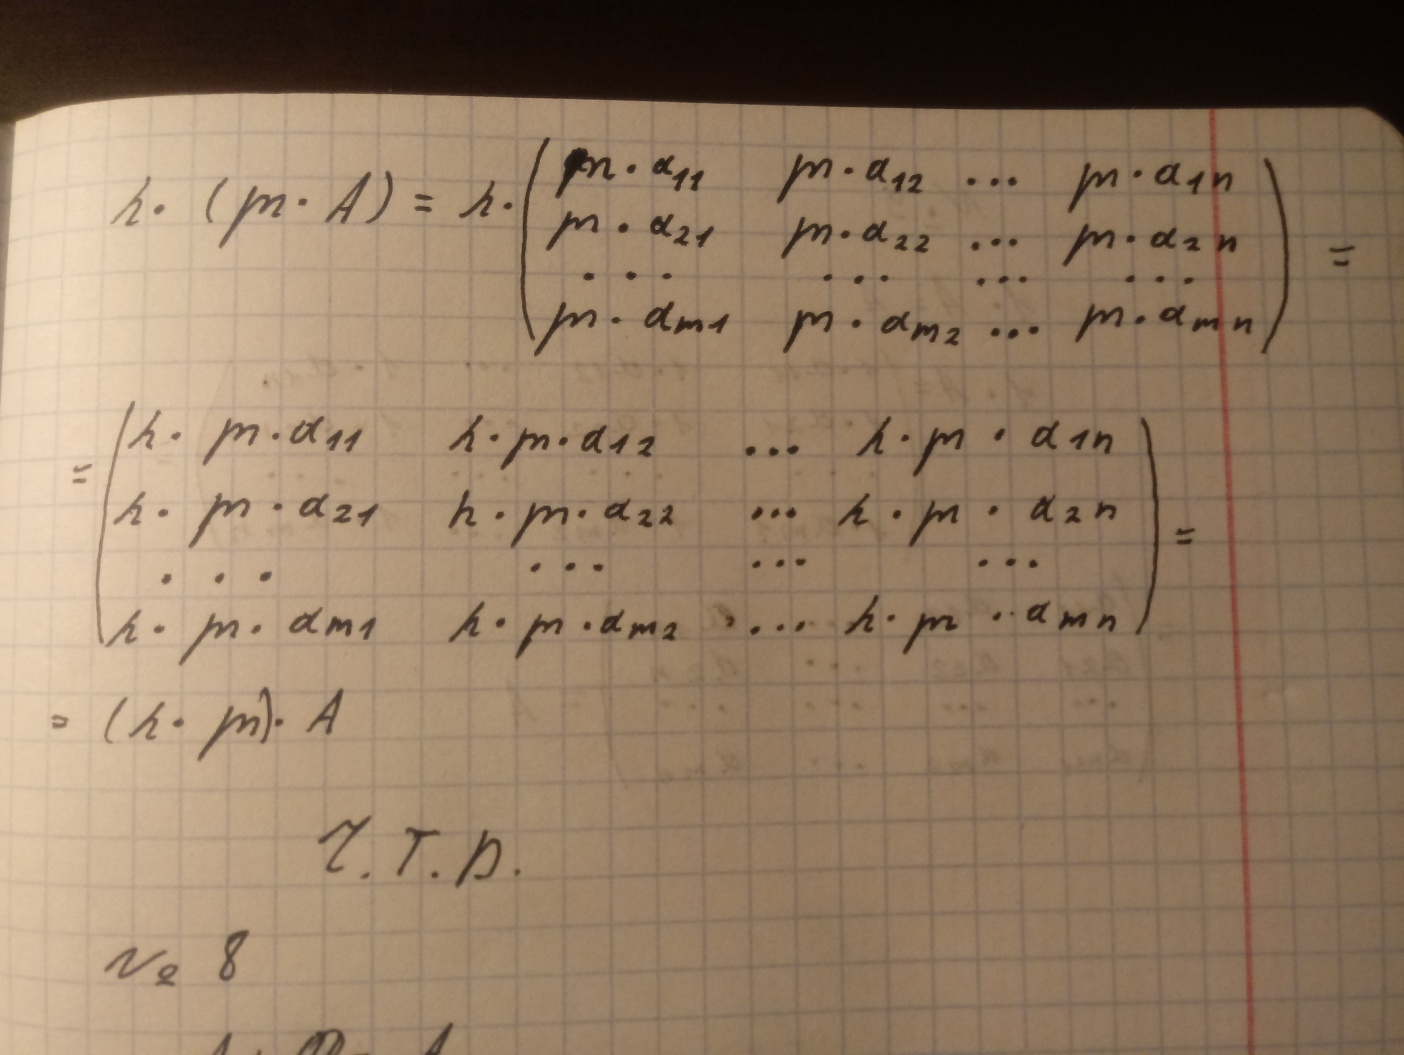 h · (m · A) = h · ( m · a11   m · a12   ...   m · a1n
m · a21   m · a22   ...   m · a2n
...   ...   ...   ...
m · am1   m · am2   ...   m · amn ) =
= ( h · m · a11   h · m · a12   ...   h · m · a1n
h · m · a21   h · m · a22   ...   h · m · a2n
...   ...   ...   ...
h · m · am1   h · m · am2   ...   h · m · amn ) =
= (h · m) · A
Ч.Т.Д.
№ 8